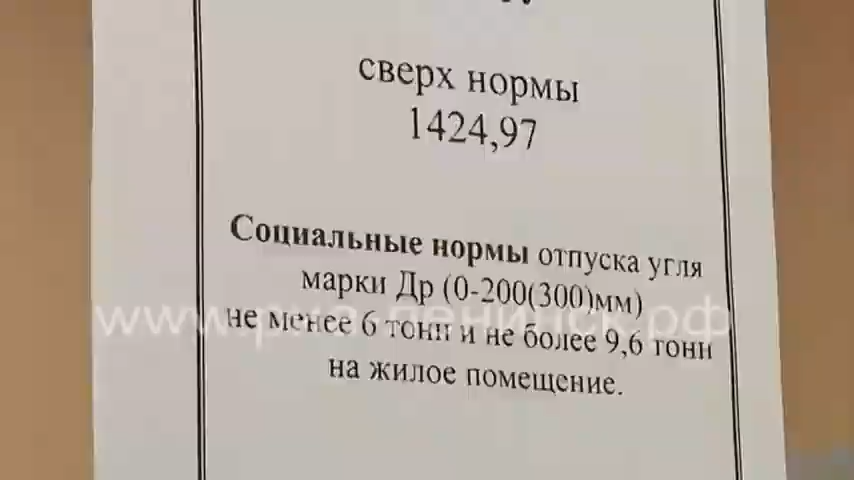 сверх нормы
1424,97
Социальные нормы отпуска угля
марки Др (0-200(300)мм)
не менее 6 тонн и не более 9,6 тонн
на жилое помещение.